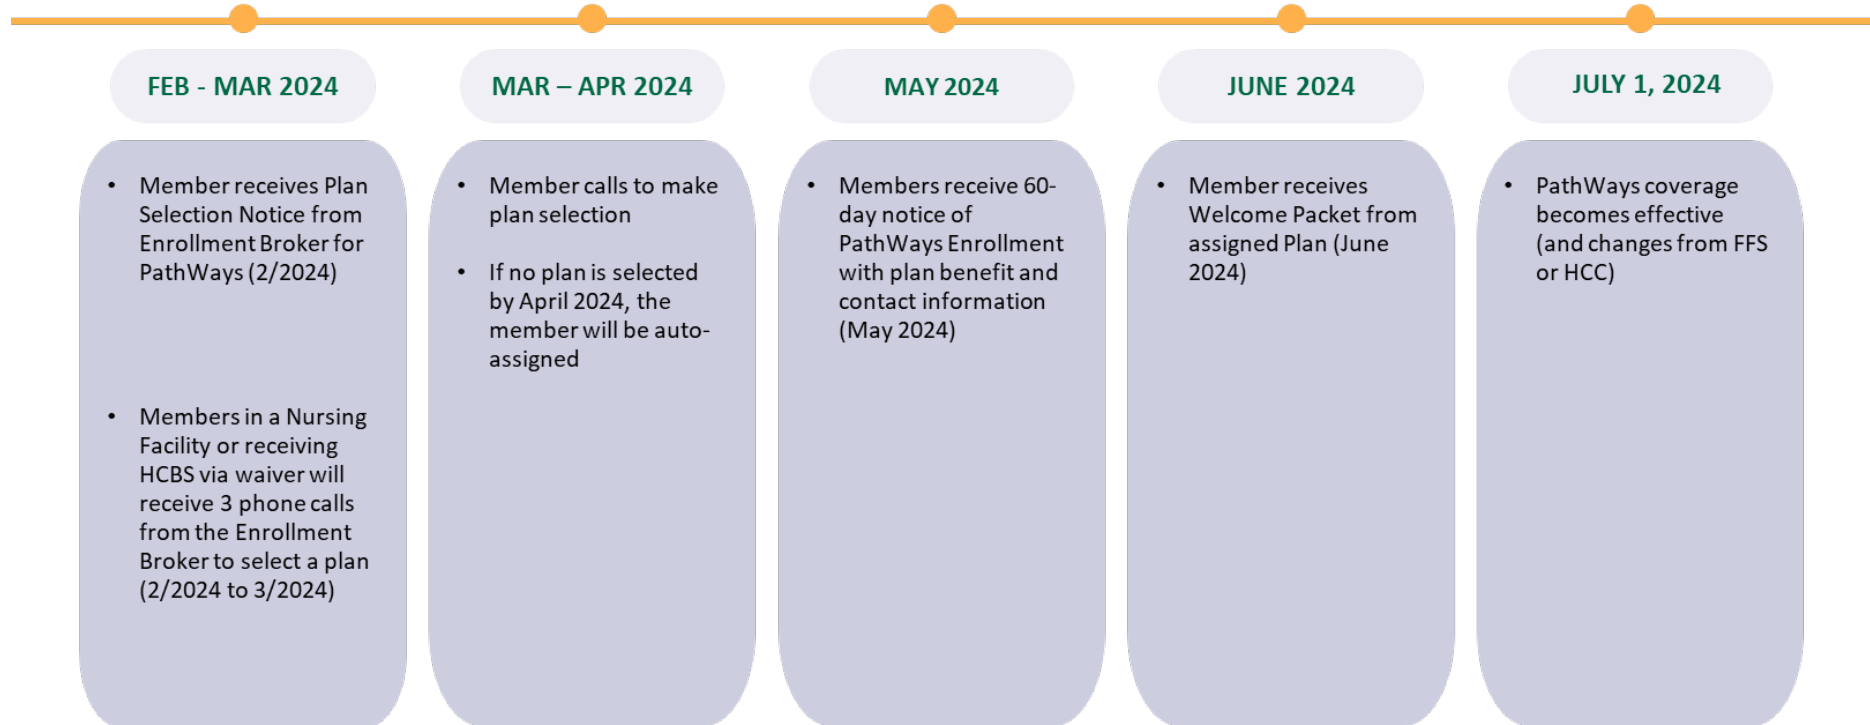 FEB - MAR 2024
• Member receives Plan
Selection Notice from
Enrollment Broker for
PathWays (2/2024)
• Members in a Nursing
Facility or receiving
HCBS via waiver will
receive 3 phone calls
from the Enrollment
Broker to select a plan
(2/2024 to 3/2024)
MAR – APR 2024
• Member calls to make
plan selection
• If no plan is selected
by April 2024, the
member will be auto-
assigned
MAY 2024
• Members receive 60-
day notice of
PathWays Enrollment
with plan benefit and
contact information
(May 2024)
JUNE 2024
• Member receives
Welcome Packet from
assigned Plan (June
2024)
JULY 1, 2024
• PathWays coverage
becomes effective
(and changes from FFS
or HCC)